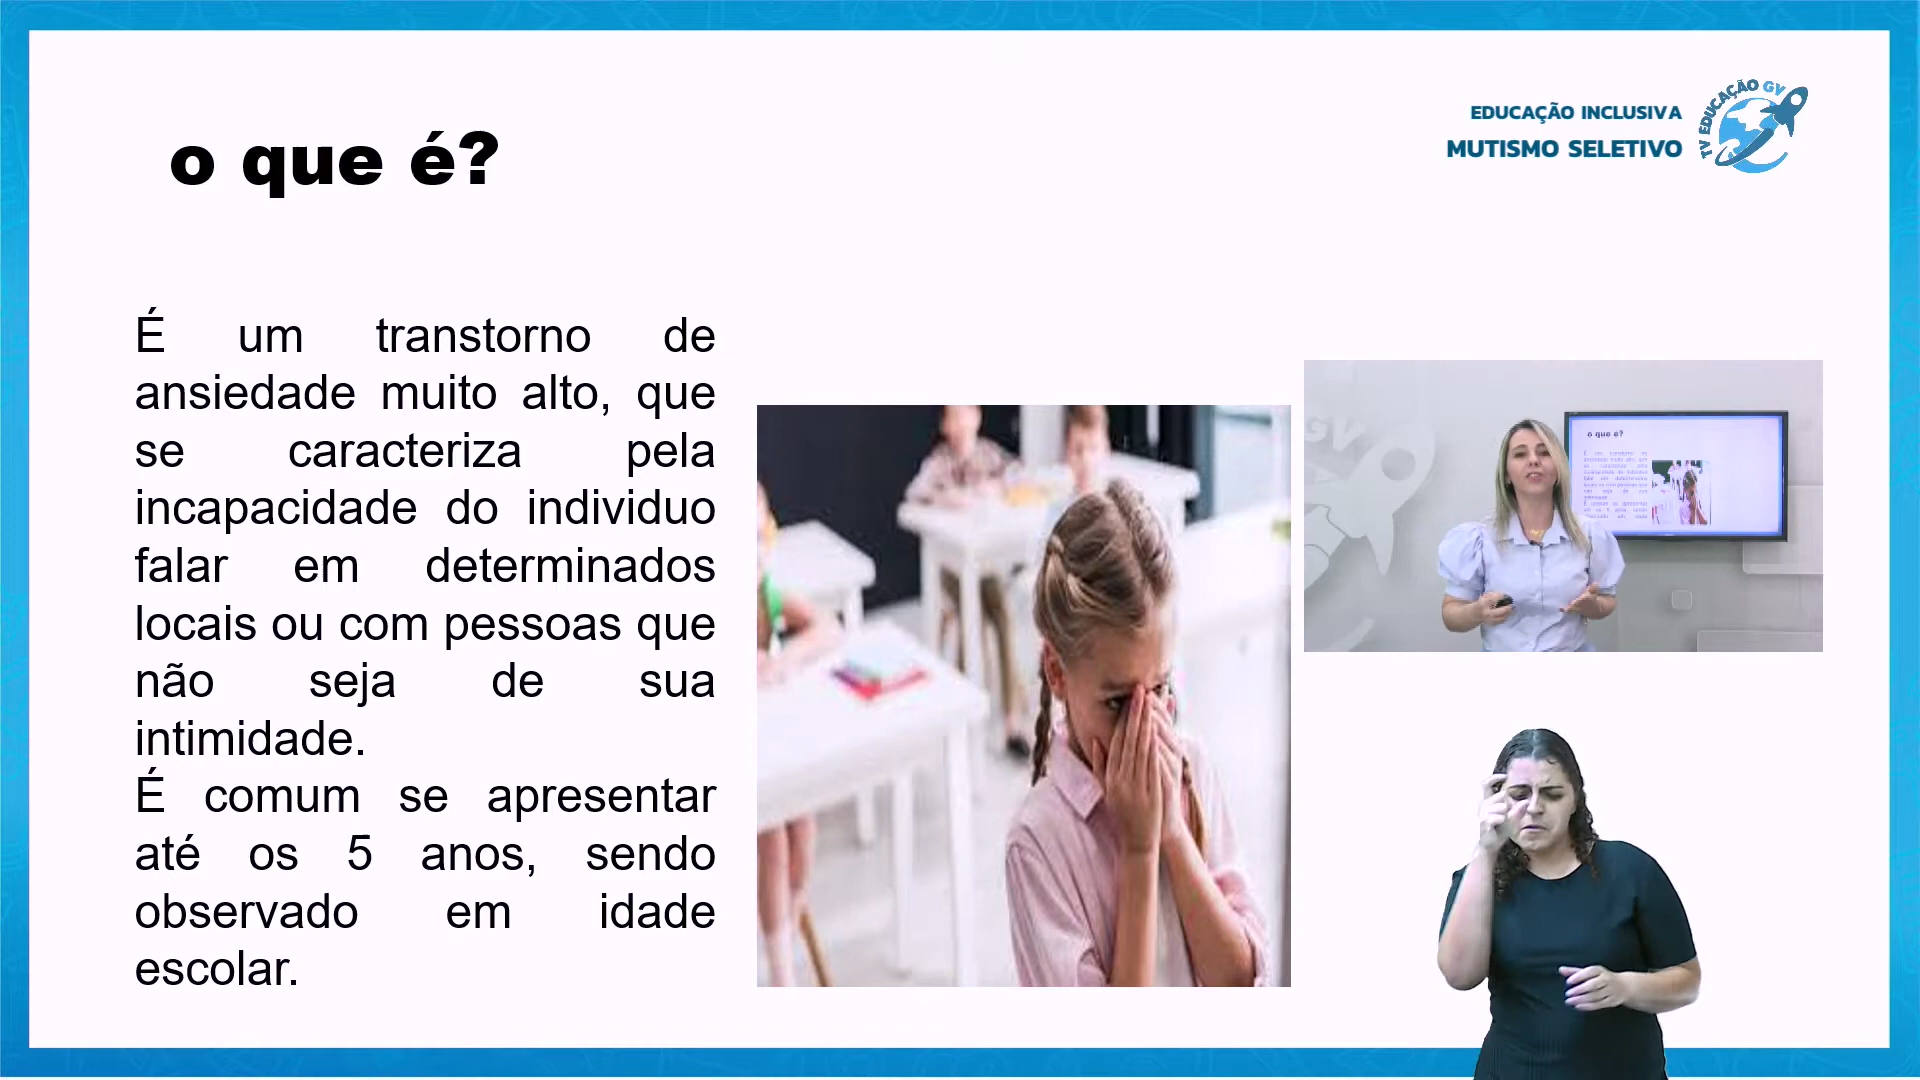 o que é?
EDUCAÇÃO INCLUSIVA
MUTISMO SELETIVO
TV EDUCAÇÃO GV
É um transtorno de
ansiedade muito alto, que
se caracteriza pela
incapacidade do individuo
falar em determinados
locais ou com pessoas que
não seja de sua
intimidade.
É comum se apresentar
até os 5 anos, sendo
observado em idade
escolar.
GV
o que é?